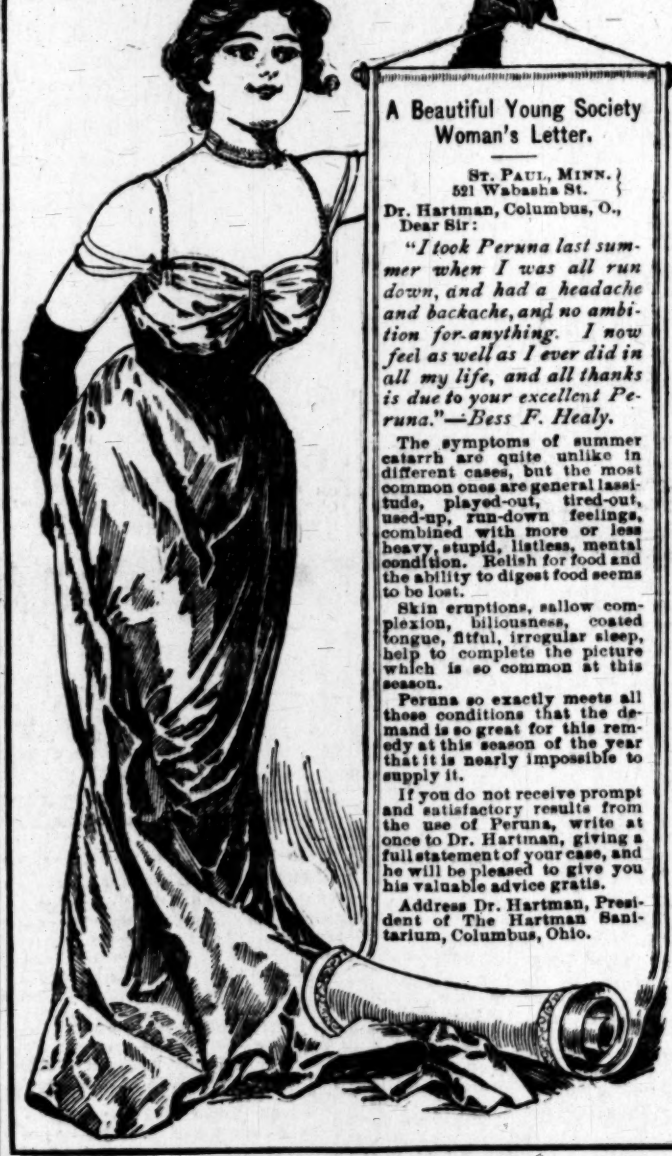 A Beautiful Young Society
Woman's Letter.
ST. PAUL, MINN. }
521 Wabasha St. }
Dr. Hartman, Columbus, O.,
Dear Sir:
"I took Peruna last sum-
mer when I was all run
down, and had a headache
and backache, and no ambi-
tion for anything. I now
feel as well as I ever did in
all my life, and all thanks
is due to your excellent Pe-
runa."—Bess F. Healy.
The symptoms of summer
catarrh are quite unlike in
different cases, but the most
common ones are general lassi-
tude, played-out, tired-out,
used-up, run-down feelings,
combined with more or less
heavy, stupid, listless, mental
condition. Relish for food and
the ability to digest food seems
to be lost.
Skin eruptions, sallow com-
plexion, biliousness, coated
tongue, fitful, irregular sleep,
help to complete the picture
which is so common at this
season.
Peruna so exactly meets all
these conditions that the de-
mand is so great for this rem-
edy at this season of the year
that it is nearly impossible to
supply it.
If you do not receive prompt
and satisfactory results from
the use of Peruna, write at
once to Dr. Hartman, giving a
full statement of your case, and
he will be pleased to give you
his valuable advice gratis.
Address Dr. Hartman, Presi-
dent of The Hartman Sani-
tarium, Columbus, Ohio.